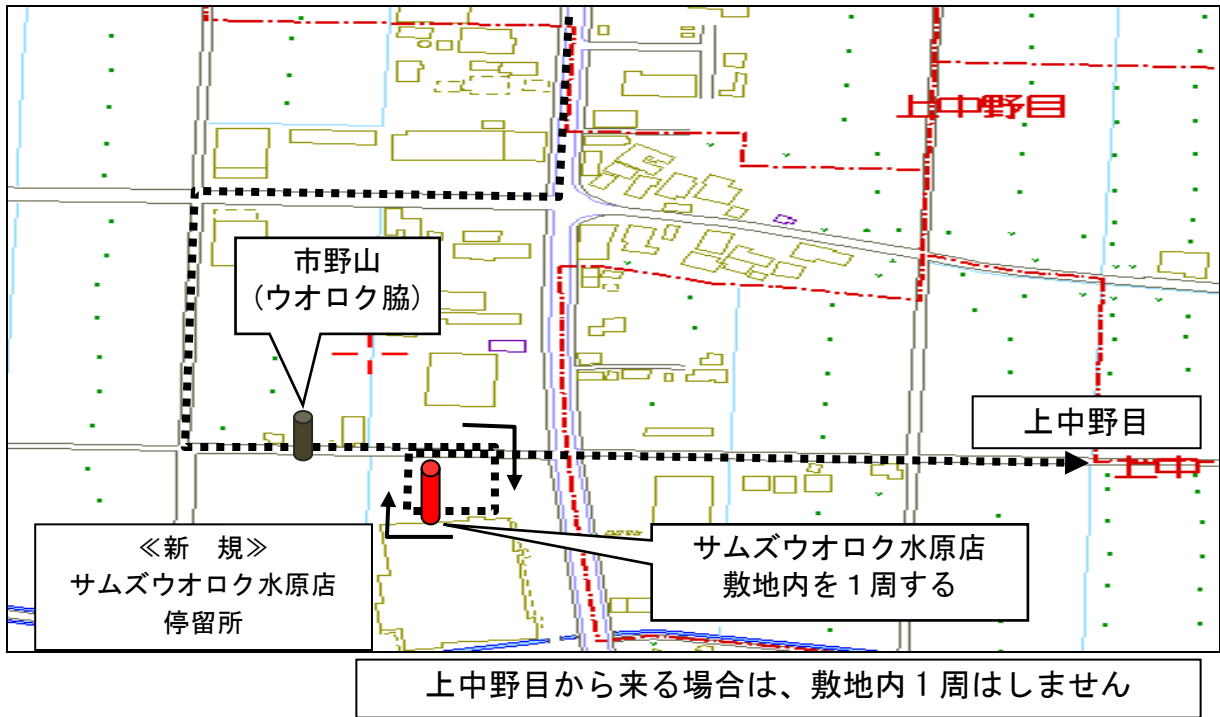 上中野目
市野山
(ウオロク脇)
上中野目
上中
≪新　規≫
サムズウオロク水原店
停留所
サムズウオロク水原店
敷地内を１周する
上中野目から来る場合は、敷地内１周はしません